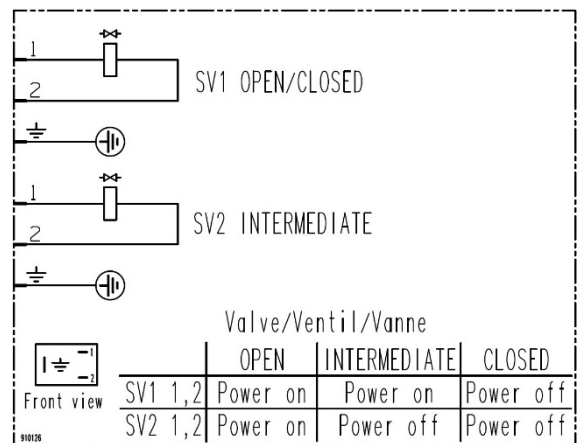 1
2
SV1 OPEN/CLOSED
1
2
SV2 INTERMEDIATE
Valve/Ventil/Vanne
OPEN INTERMEDIATE CLOSED
SV1 1,2 Power on Power on Power off
SV2 1,2 Power on Power off Power off
1
2
Front view
910126